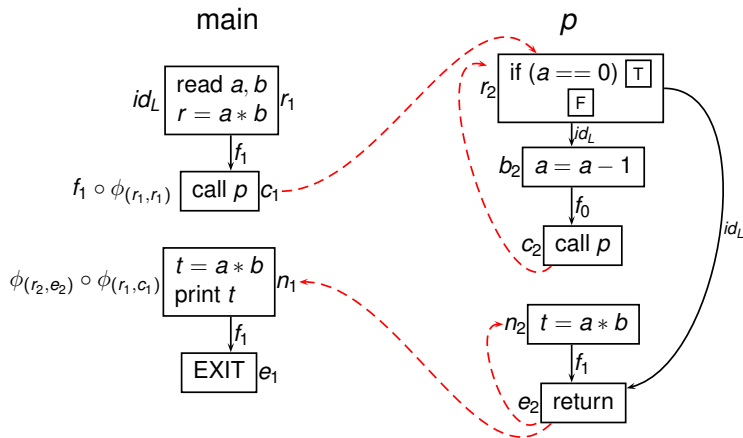 main
p
id_L
read a, b
r = a * b
r_1
f_1
f_1 ∘ ϕ_(r_1,r_1)
call p
c_1
ϕ_(r_2,e_2) ∘ ϕ_(r_1,c_1)
t = a * b
print t
n_1
f_1
EXIT
e_1
r_2
if (a == 0) T
F
id_L
b_2
a = a − 1
f_0
c_2
call p
id_L
n_2
t = a * b
f_1
e_2
return